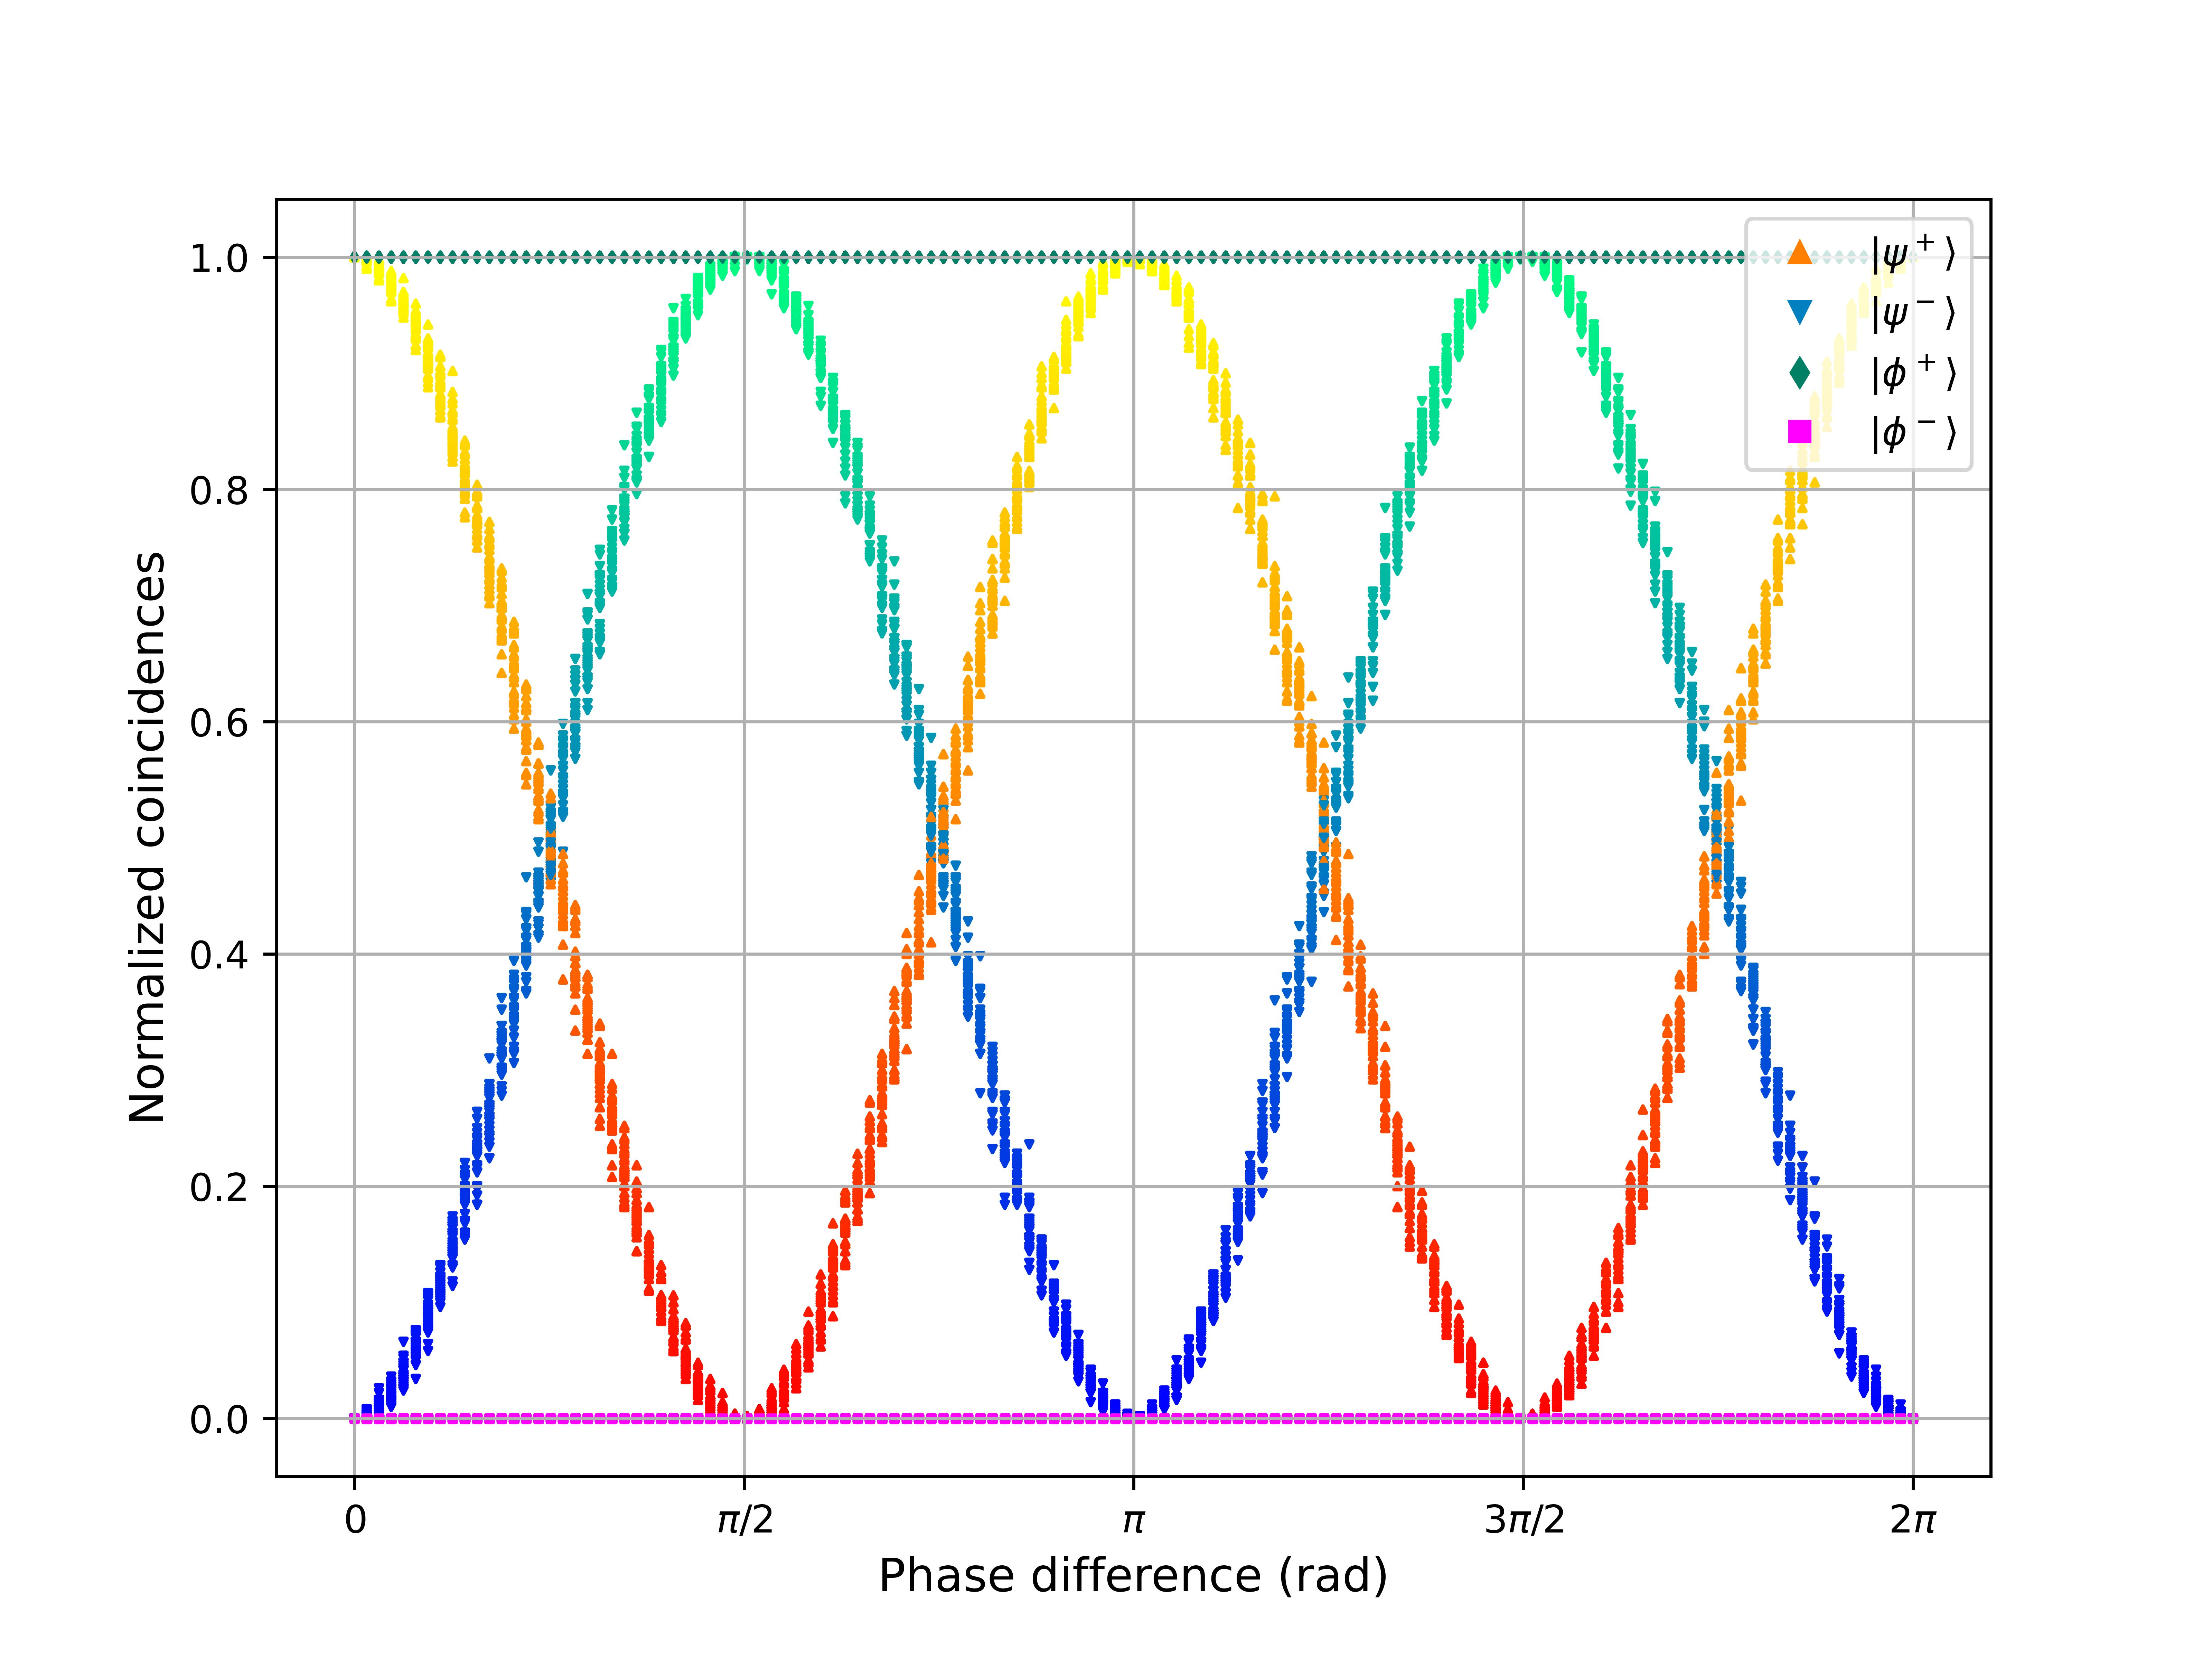 1.0
0.8
0.6
0.4
0.2
0.0
Normalized coincidences
0 π/2 π 3π/2 2π
Phase difference (rad)
|ψ⁺⟩
|ψ⁻⟩
|ϕ⁺⟩
|ϕ⁻⟩